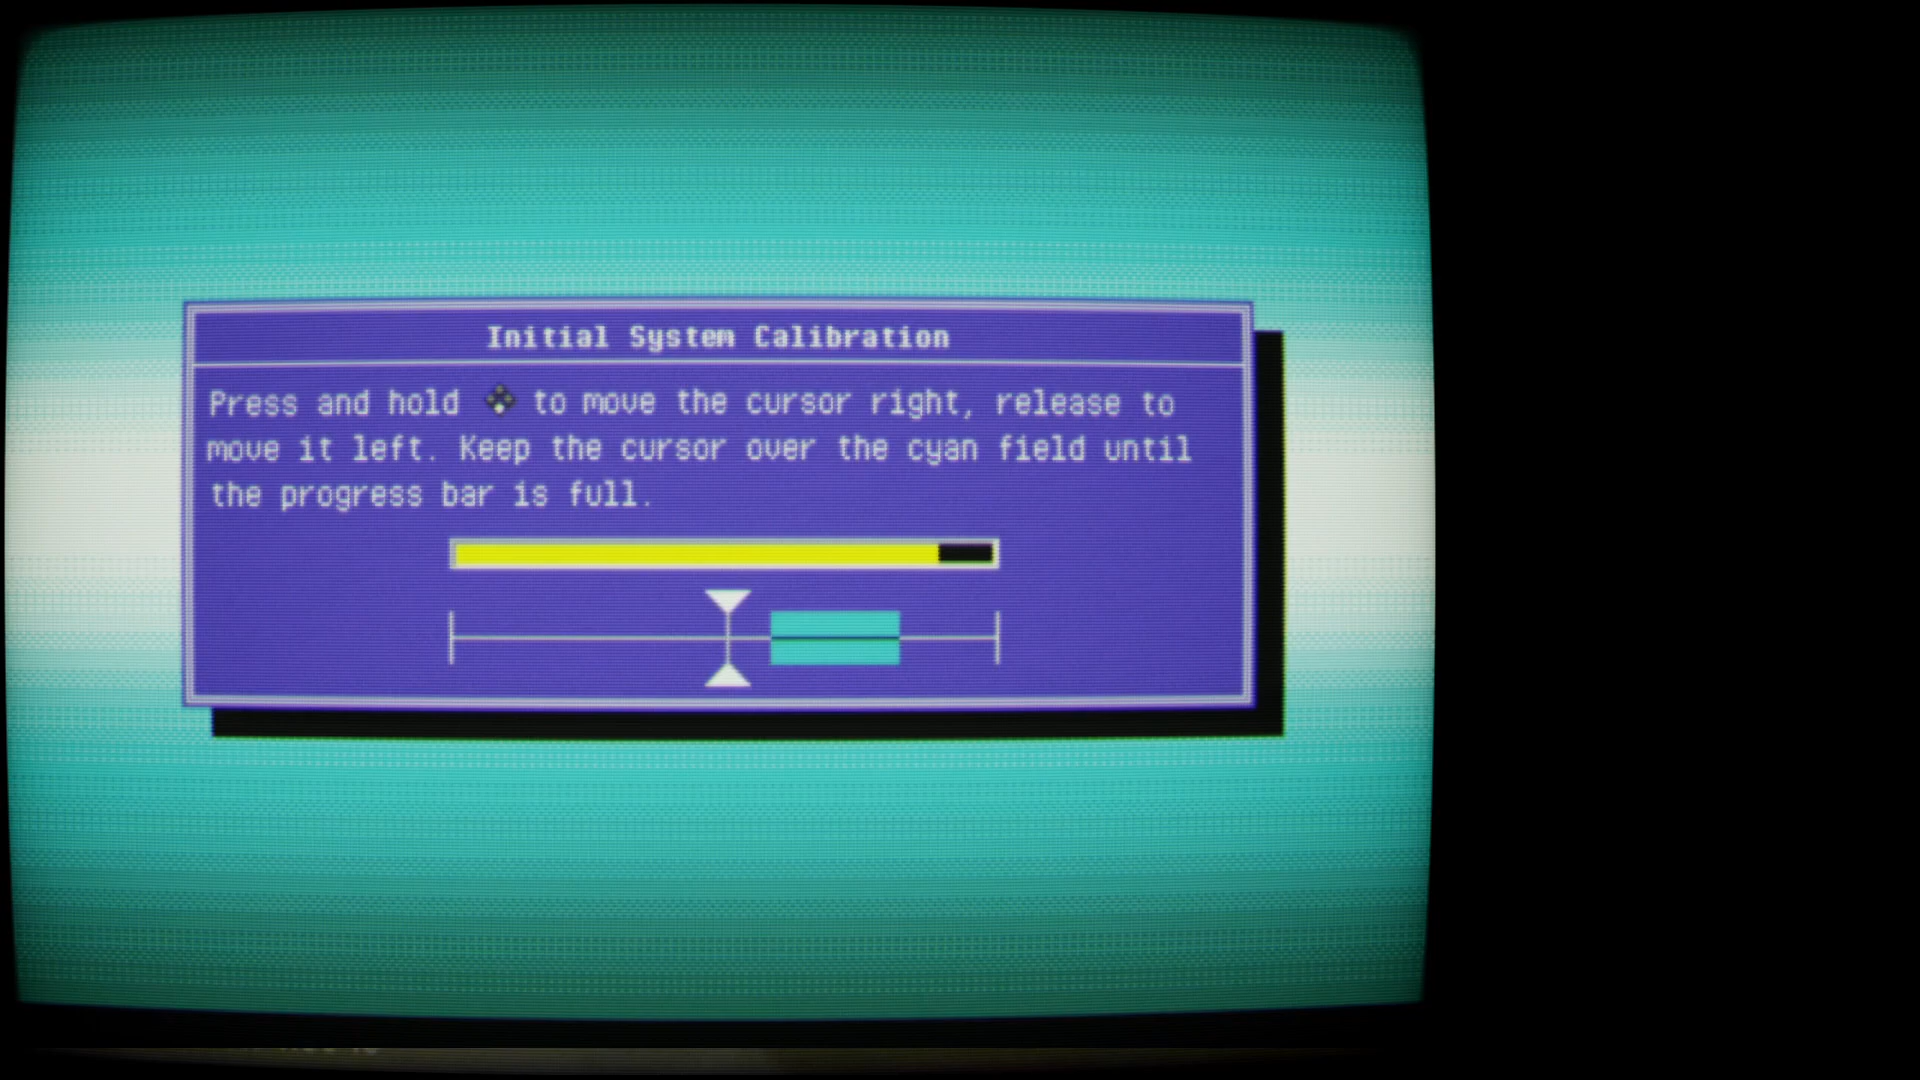 Initial System Calibration
Press and hold to move the cursor right, release to
move it left. Keep the cursor over the cyan field until
the progress bar is full.